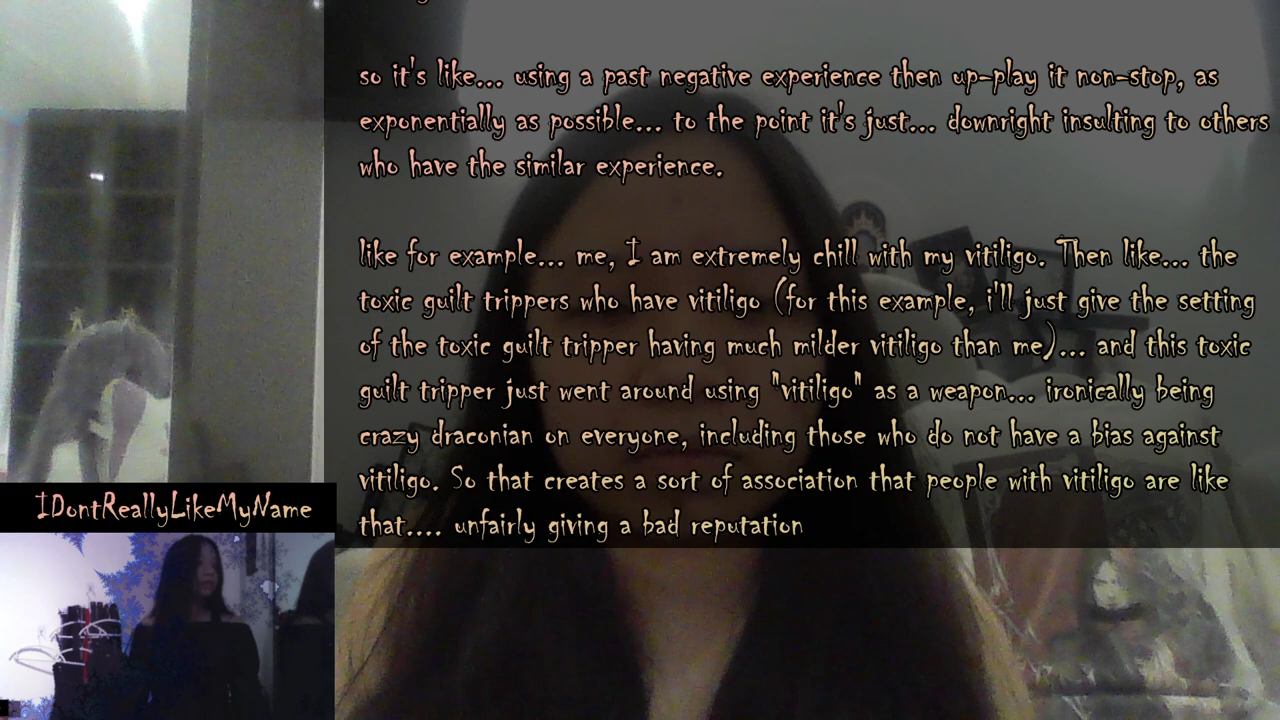 so it's like... using a past negative experience then up-play it non-stop, as
exponentially as possible... to the point it's just... downright insulting to others
who have the similar experience.
like for example... me, I am extremely chill with my vitiligo. Then like... the
toxic guilt trippers who have vitiligo (for this example, i'll just give the setting
of the toxic guilt tripper having much milder vitiligo than me)... and this toxic
guilt tripper just went around using "vitiligo" as a weapon... ironically being
crazy draconian on everyone, including those who do not have a bias against
vitiligo. So that creates a sort of association that people with vitiligo are like
that.... unfairly giving a bad reputation
IDontReallyLikeMyName